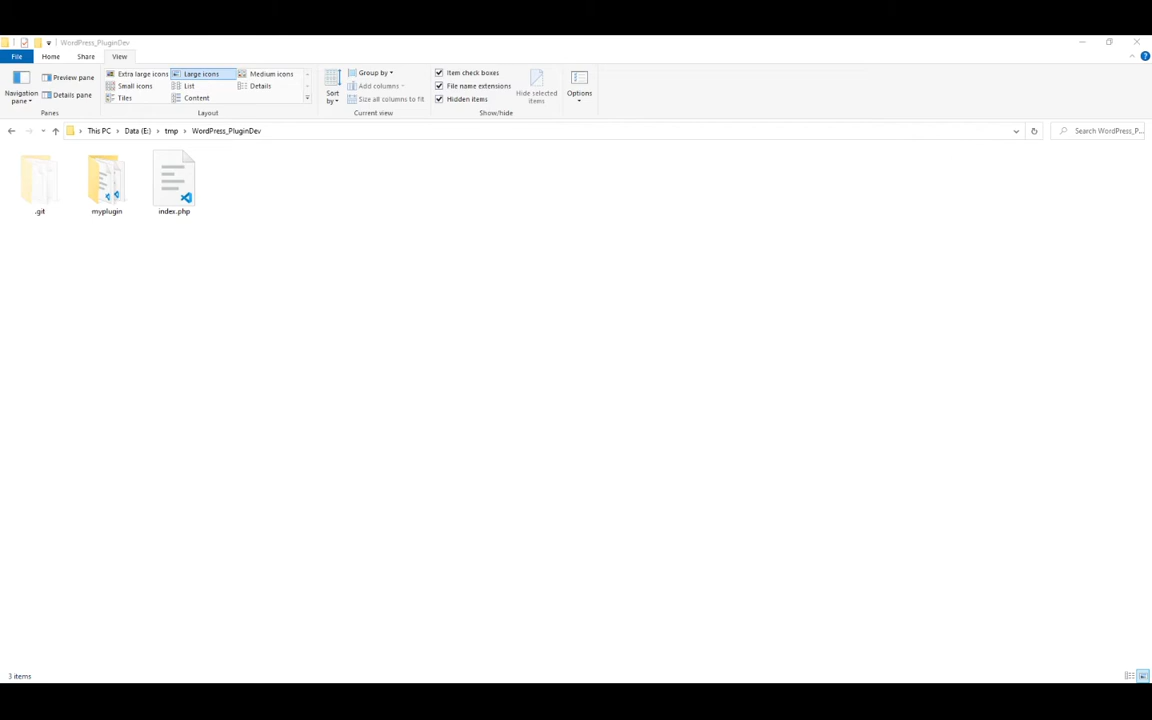 WordPress_PluginDev
File Home Share View
Navigation pane
Preview pane
Details pane
Panes
Extra large icons Large icons Medium icons
Small icons List Details
Tiles Content
Layout
Sort by
Group by
Add columns
Size all columns to fit
Current view
Item check boxes
File name extensions
Hidden items
Hide selected items
Show/hide
Options
This PC Data (E:) tmp WordPress_PluginDev
Search WordPress_P...
.git myplugin index.php
3 items